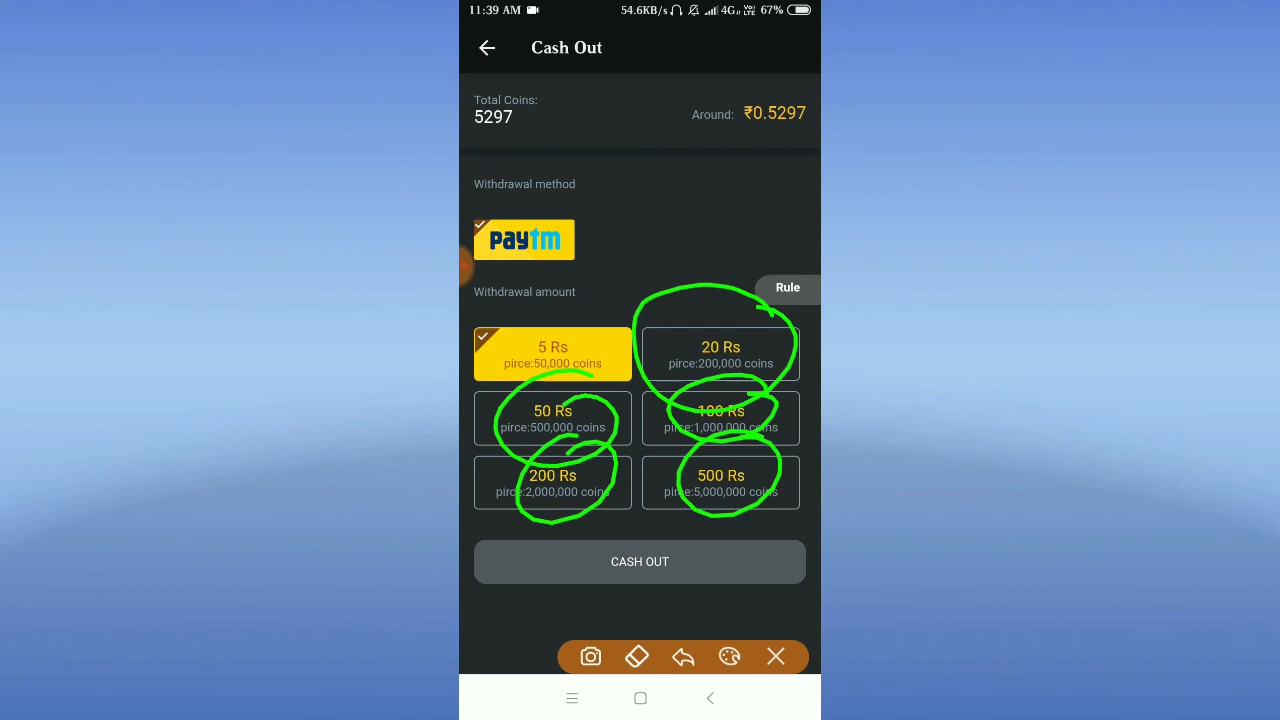 11:39 AM 54.6KB/s 4G Vo) LTE 67%
Cash Out
Total Coins:
5297
Around: ₹0.5297
Withdrawal method
paytm
Withdrawal amount
Rule
5 Rs
pirce:50,000 coins
20 Rs
pirce:200,000 coins
50 Rs
pirce:500,000 coins
100 Rs
pirce:1,000,000 coins
200 Rs
pirce:2,000,000 coins
500 Rs
pirce:5,000,000 coins
CASH OUT